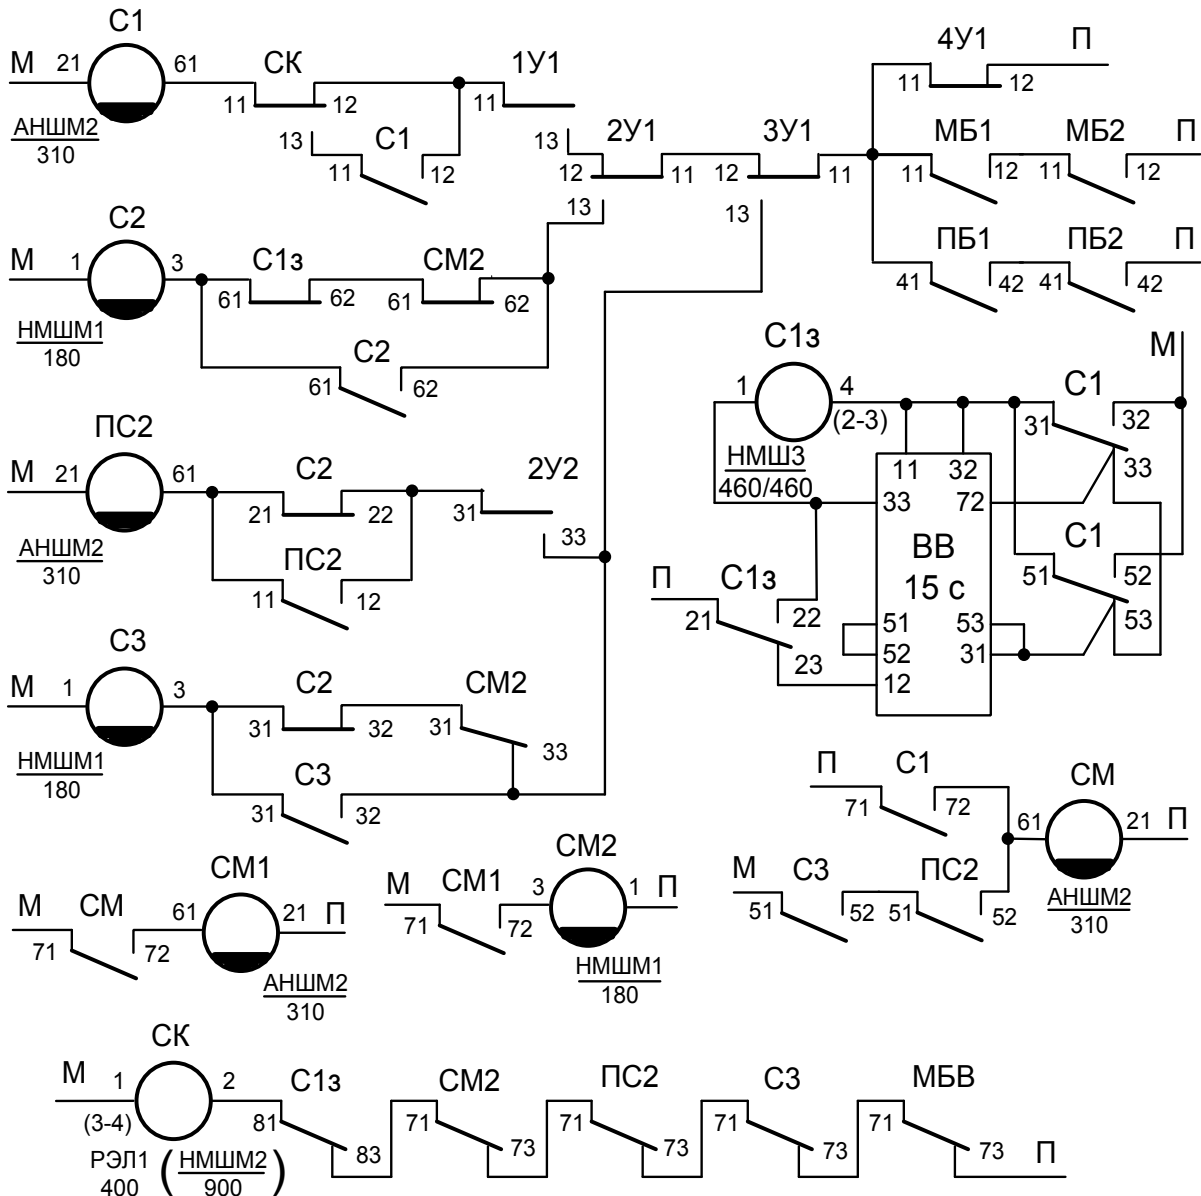 С1
М 21 61
АНШМ2
310
СК
11 12
13 С1
11 12
1У1
11
13
2У1
12 11
13
3У1
12 11
13
4У1 П
11 12
МБ1 МБ2 П
11 12 11 12
ПБ1 ПБ2 П
41 42 41 42
С2
М 1 3
НМШМ1
180
С1з СМ2
61 62 61 62
С2
61 62
ПС2
М 21 61
АНШМ2
310
С2 2У2
21 22 31
33
ПС2
11 12
С1з М
1 4
(2-3)
НМШ3
460/460
С1
31 32
33
11 32
33 72
ВВ
15 с
51 53
52 31
12
С1
51 52
53
П С1з
21 22
23
С3
М 1 3
НМШМ1
180
С2 СМ2
31 32 31 33
С3
31 32
П С1 СМ
71 72 61 21 П
М С3 ПС2
51 52 51 52
АНШМ2
310
СМ1
М СМ 61 21 П
71 72
АНШМ2
310
СМ2
М СМ1 3 1 П
71 72
НМШМ1
180
СК
М 1 2
(3-4)
РЭЛ1 (НМШМ2)
400 900
С1з СМ2 ПС2 С3 МБВ
81 83 71 73 71 73 71 73 71 73 П